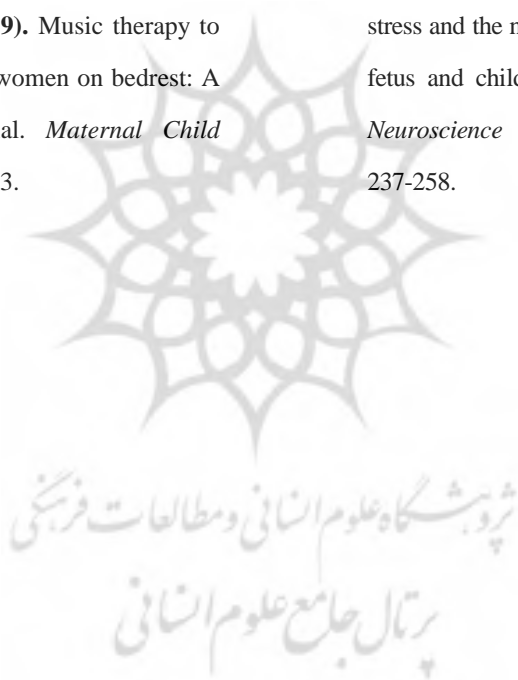 9). Music therapy to
women on bedrest: A
al. Maternal Child
3.
stress and the n
fetus and child
Neuroscience
237-258.
پژوهشگاه علوم انسانی و مطالعات فرهنگی
پرتال جامع علوم انسانی